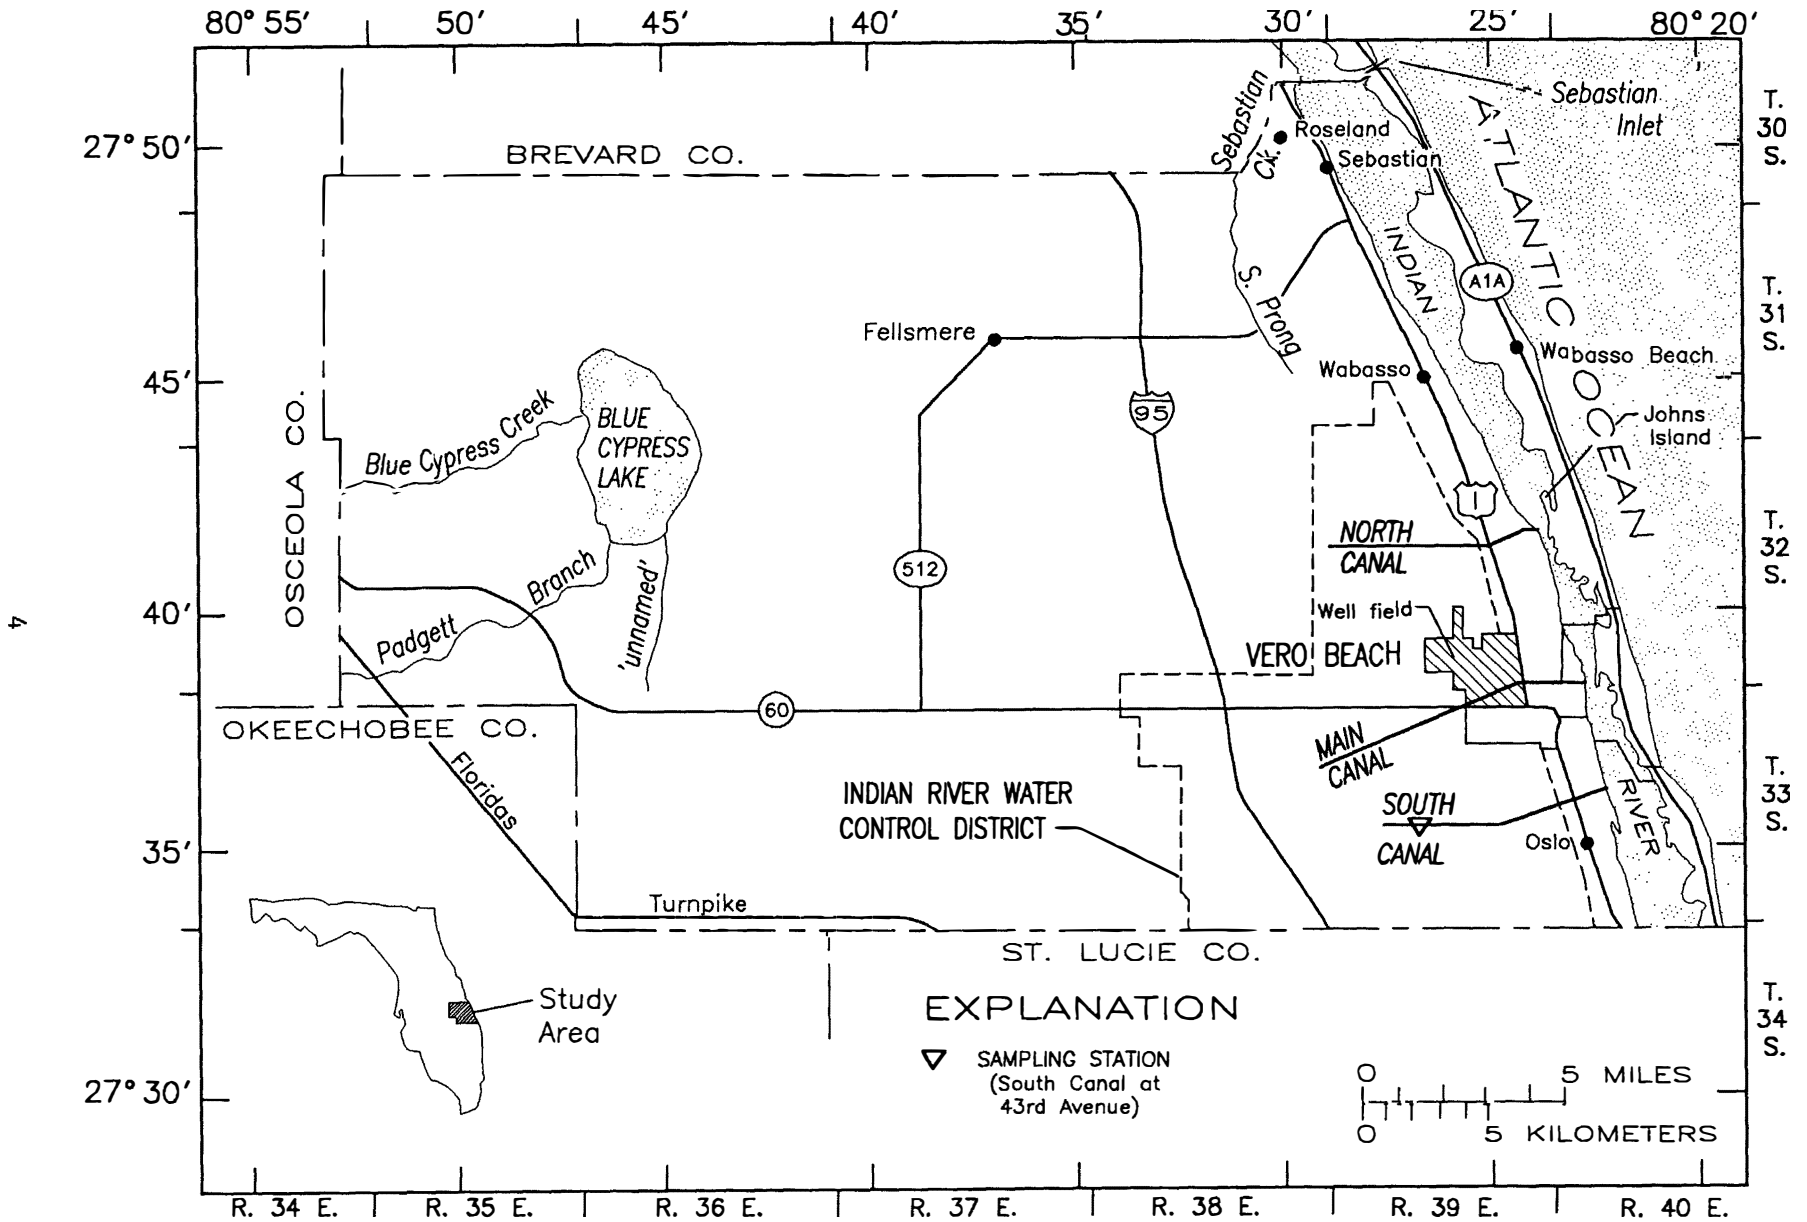 80° 55′ 50′ 45′ 40′ 35′ 30′ 25′ 80° 20′
27° 50′
45′
40′
35′
27° 30′
T.
30
S.
T.
31
S.
T.
32
S.
T.
33
S.
T.
34
S.
R. 34 E. R. 35 E. R. 36 E. R. 37 E. R. 38 E. R. 39 E. R. 40 E.
4
BREVARD CO.
OSCEOLA CO.
OKEECHOBEE CO.
ST. LUCIE CO.
Sebastian
Ck.
Roseland
Sebastian
Sebastian
Inlet
ATLANTIC OCEAN
INDIAN
RIVER
A1A
S. Prong
Fellsmere
Wabasso
Wabasso Beach
Johns
Island
95
1
512
60
Blue Cypress Creek
BLUE
CYPRESS
LAKE
Padgett Branch
'unnamed'
NORTH
CANAL
Well field
VERO BEACH
MAIN
CANAL
SOUTH
CANAL
Oslo
INDIAN RIVER WATER
CONTROL DISTRICT
Floridas
Turnpike
Study
Area
EXPLANATION
SAMPLING STATION
(South Canal at
43rd Avenue)
0 5 MILES
0 5 KILOMETERS